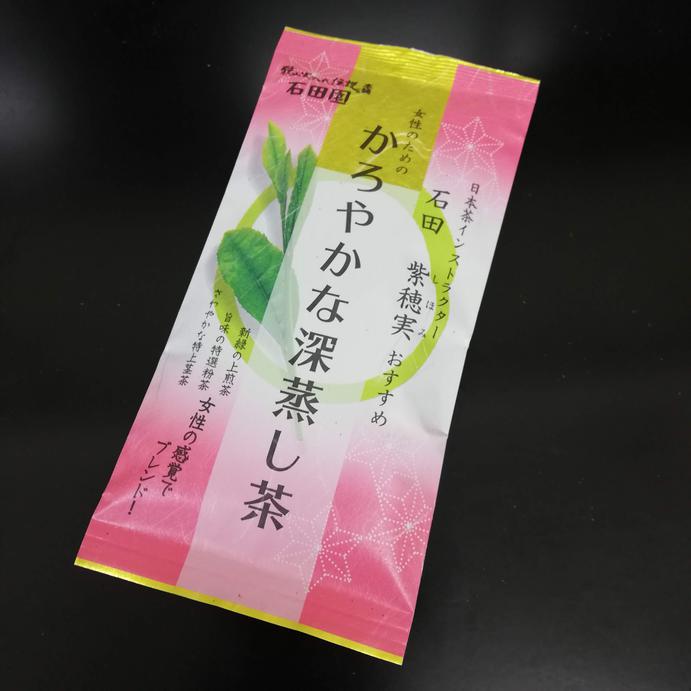 石田園
日本茶インストラクター
石田 紫穂実 おすすめ
しほみ
女性のための
かろやかな深蒸し茶
新緑の上煎茶
旨味の特選粉茶
さわやかな特上茎茶
女性の感覚で
ブレンド！